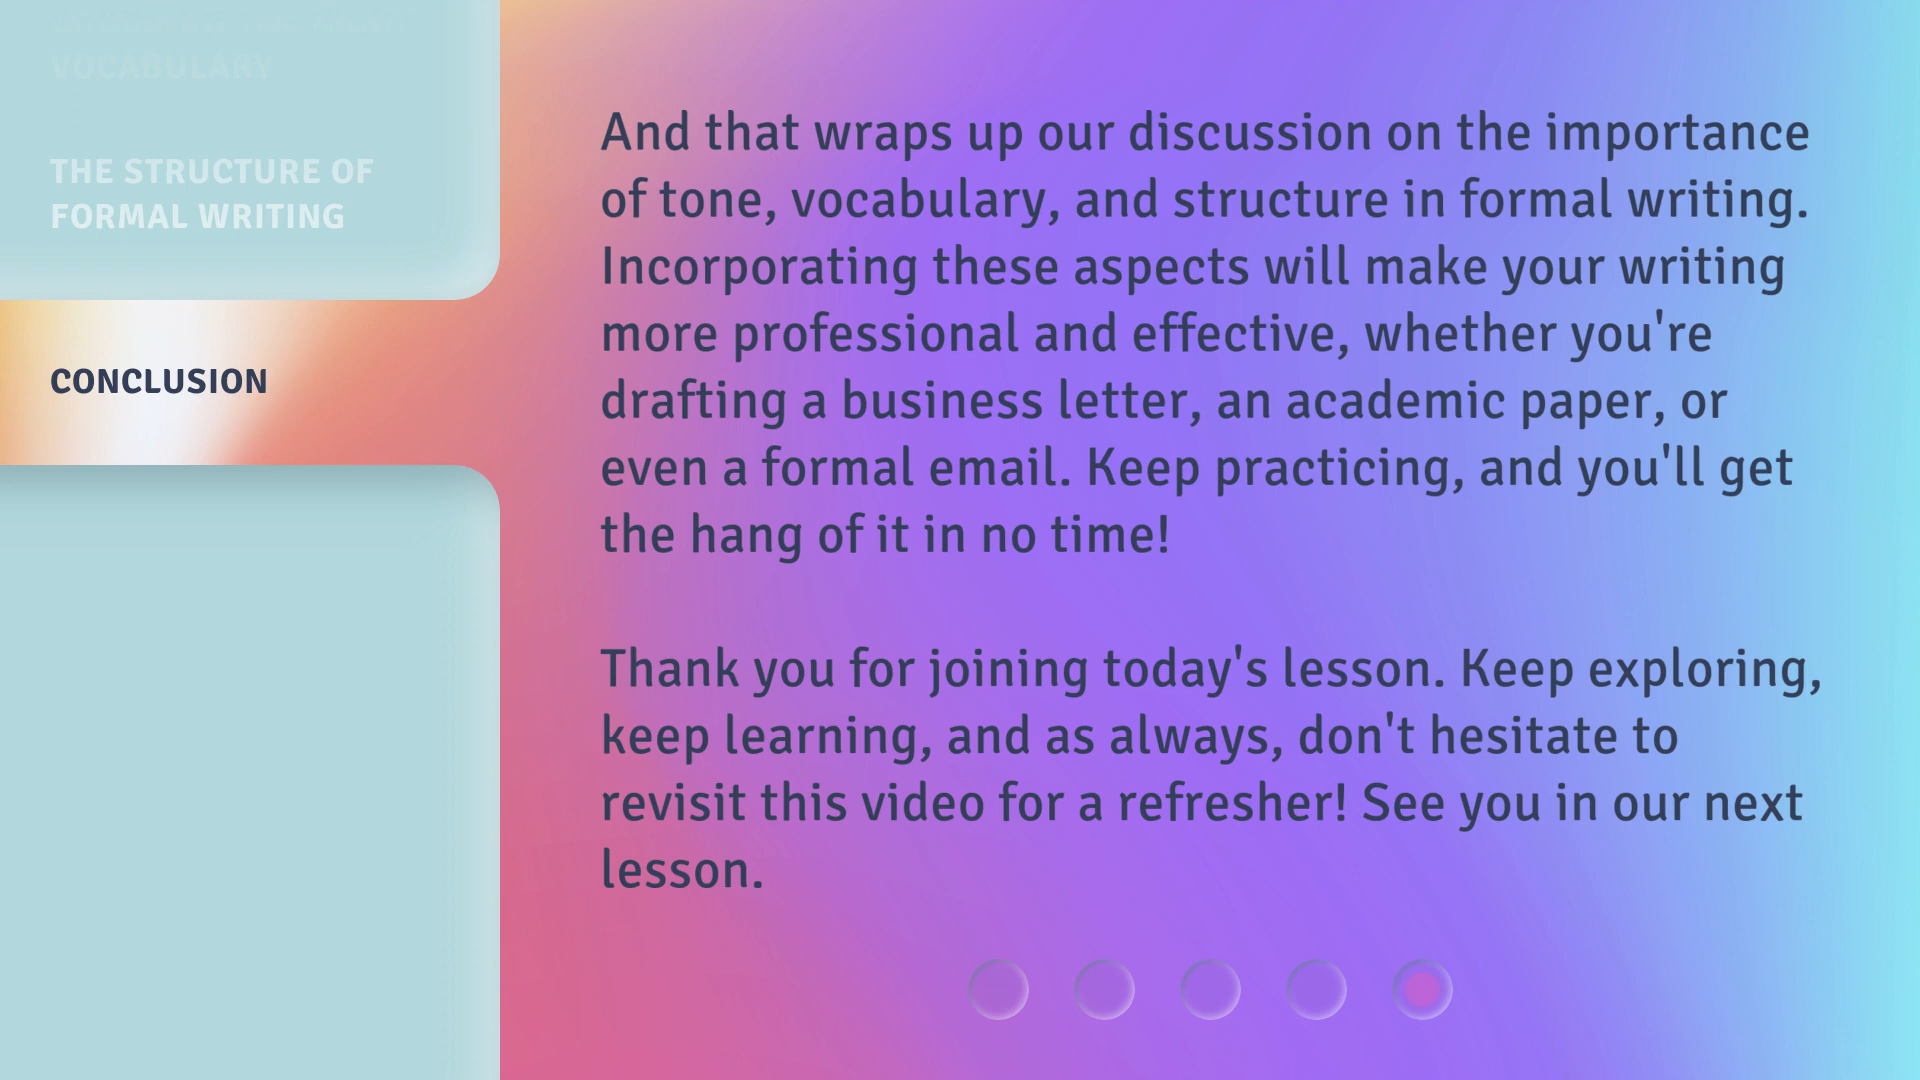 VOCABULARY
THE STRUCTURE OF
FORMAL WRITING
CONCLUSION
And that wraps up our discussion on the importance
of tone, vocabulary, and structure in formal writing.
Incorporating these aspects will make your writing
more professional and effective, whether you're
drafting a business letter, an academic paper, or
even a formal email. Keep practicing, and you'll get
the hang of it in no time!
Thank you for joining today's lesson. Keep exploring,
keep learning, and as always, don't hesitate to
revisit this video for a refresher! See you in our next
lesson.